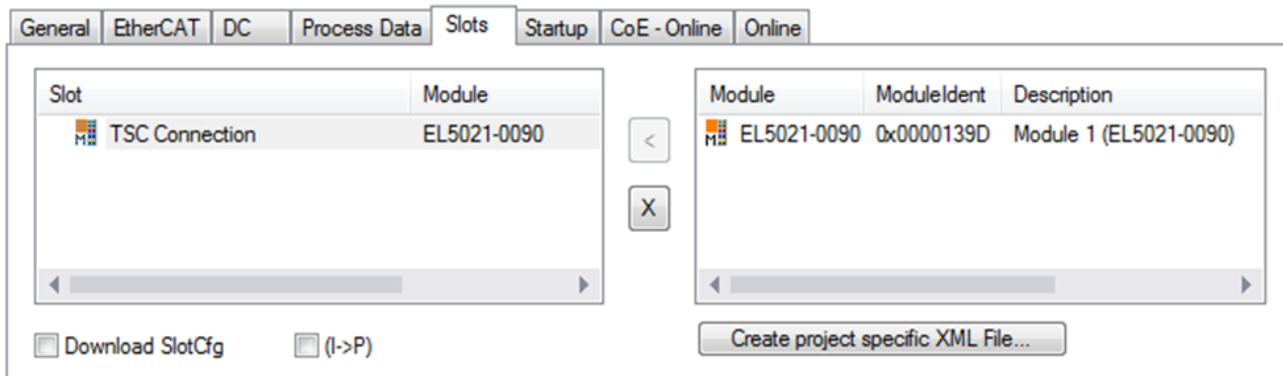 General EtherCAT DC Process Data Slots Startup CoE - Online Online
Slot Module
TSC Connection EL5021-0090
<
X
Module ModuleIdent Description
EL5021-0090 0x0000139D Module 1 (EL5021-0090)
Download SlotCfg (I->P)
Create project specific XML File...